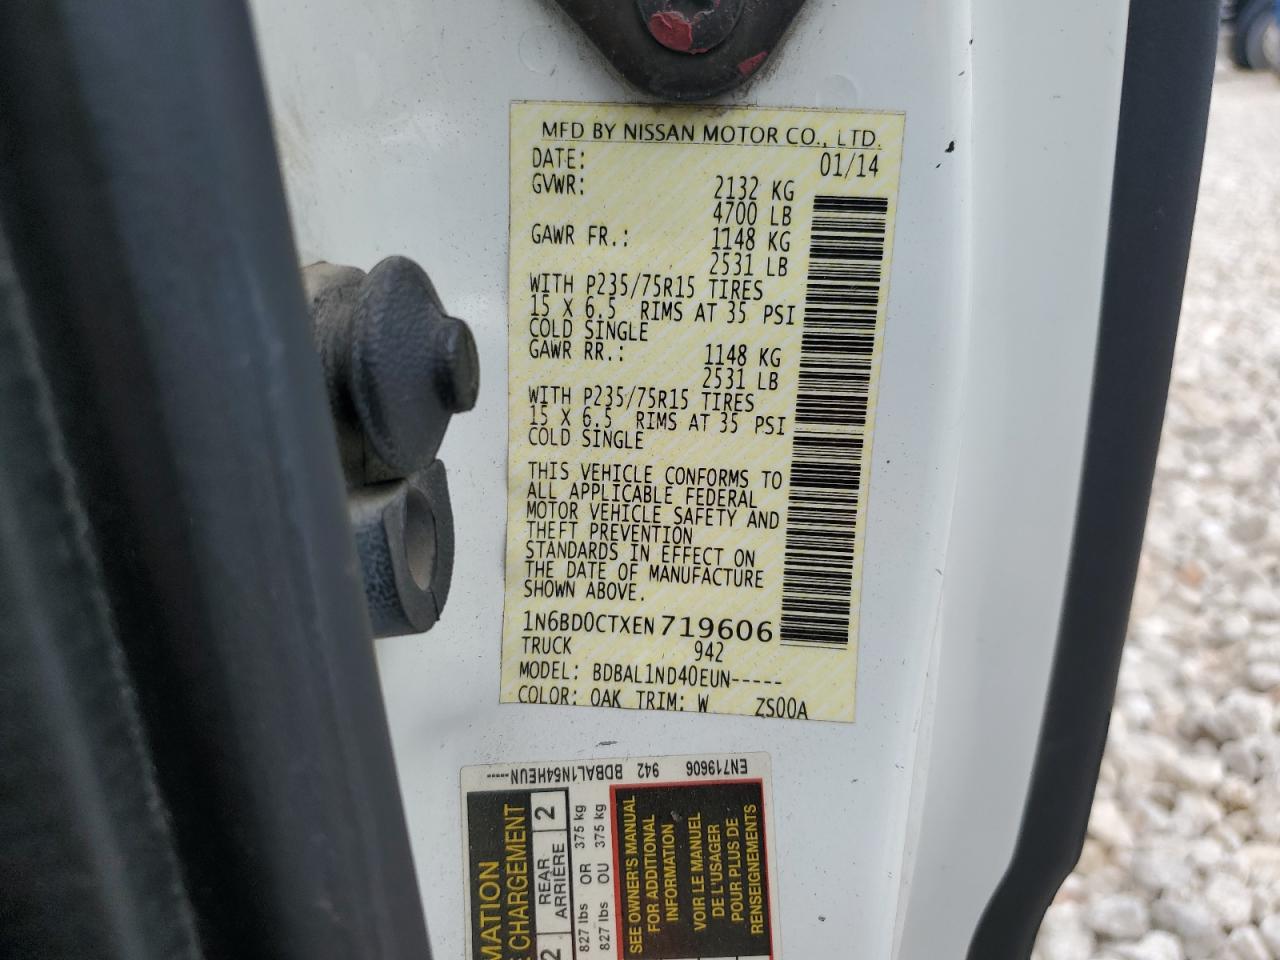 MFD BY NISSAN MOTOR CO., LTD.
DATE: 01/14
GVWR: 2132 KG
4700 LB
GAWR FR.: 1148 KG
2531 LB
WITH P235/75R15 TIRES
15 X 6.5 RIMS AT 35 PSI
COLD SINGLE
GAWR RR.: 1148 KG
2531 LB
WITH P235/75R15 TIRES
15 X 6.5 RIMS AT 35 PSI
COLD SINGLE
THIS VEHICLE CONFORMS TO
ALL APPLICABLE FEDERAL
MOTOR VEHICLE SAFETY AND
THEFT PREVENTION
STANDARDS IN EFFECT ON
THE DATE OF MANUFACTURE
SHOWN ABOVE.
1N6BD0CTXEN719606
TRUCK 942
MODEL: BDBAL1ND40EUN-----
COLOR: QAK TRIM: W ZS00A
EN719606 942 BDBAL1N54HEUN-----
CHARGEMENT
2 REAR 2
ARRIÈRE
827 lbs OR 375 kg
827 lbs OU 375 kg
SEE OWNER'S MANUAL
FOR ADDITIONAL
INFORMATION
VOIR LE MANUEL
DE L'USAGER
POUR PLUS DE
RENSEIGNEMENTS